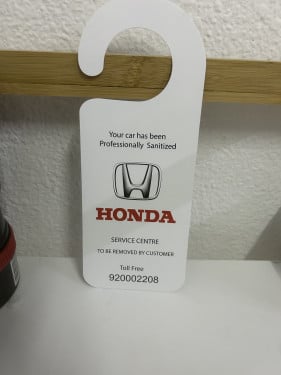 Your car has been
Professionally Sanitized
HONDA
SERVICE CENTRE
TO BE REMOVED BY CUSTOMER
Toll Free
920002208